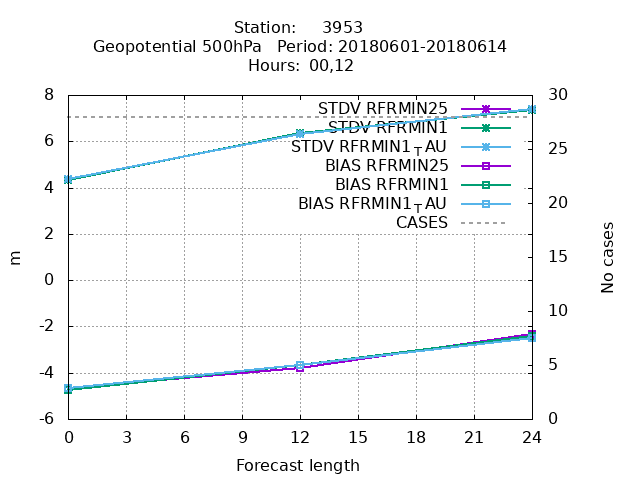 Station: 3953
Geopotential 500hPa Period: 20180601-20180614
Hours: 00,12
8
6
4
2
0
-2
-4
-6
m
30
25
20
15
10
5
0
No cases
STDV RFRMIN25
STDV RFRMIN1
STDV RFRMIN1TAU
BIAS RFRMIN25
BIAS RFRMIN1
BIAS RFRMIN1TAU
CASES
0 3 6 9 12 15 18 21 24
Forecast length